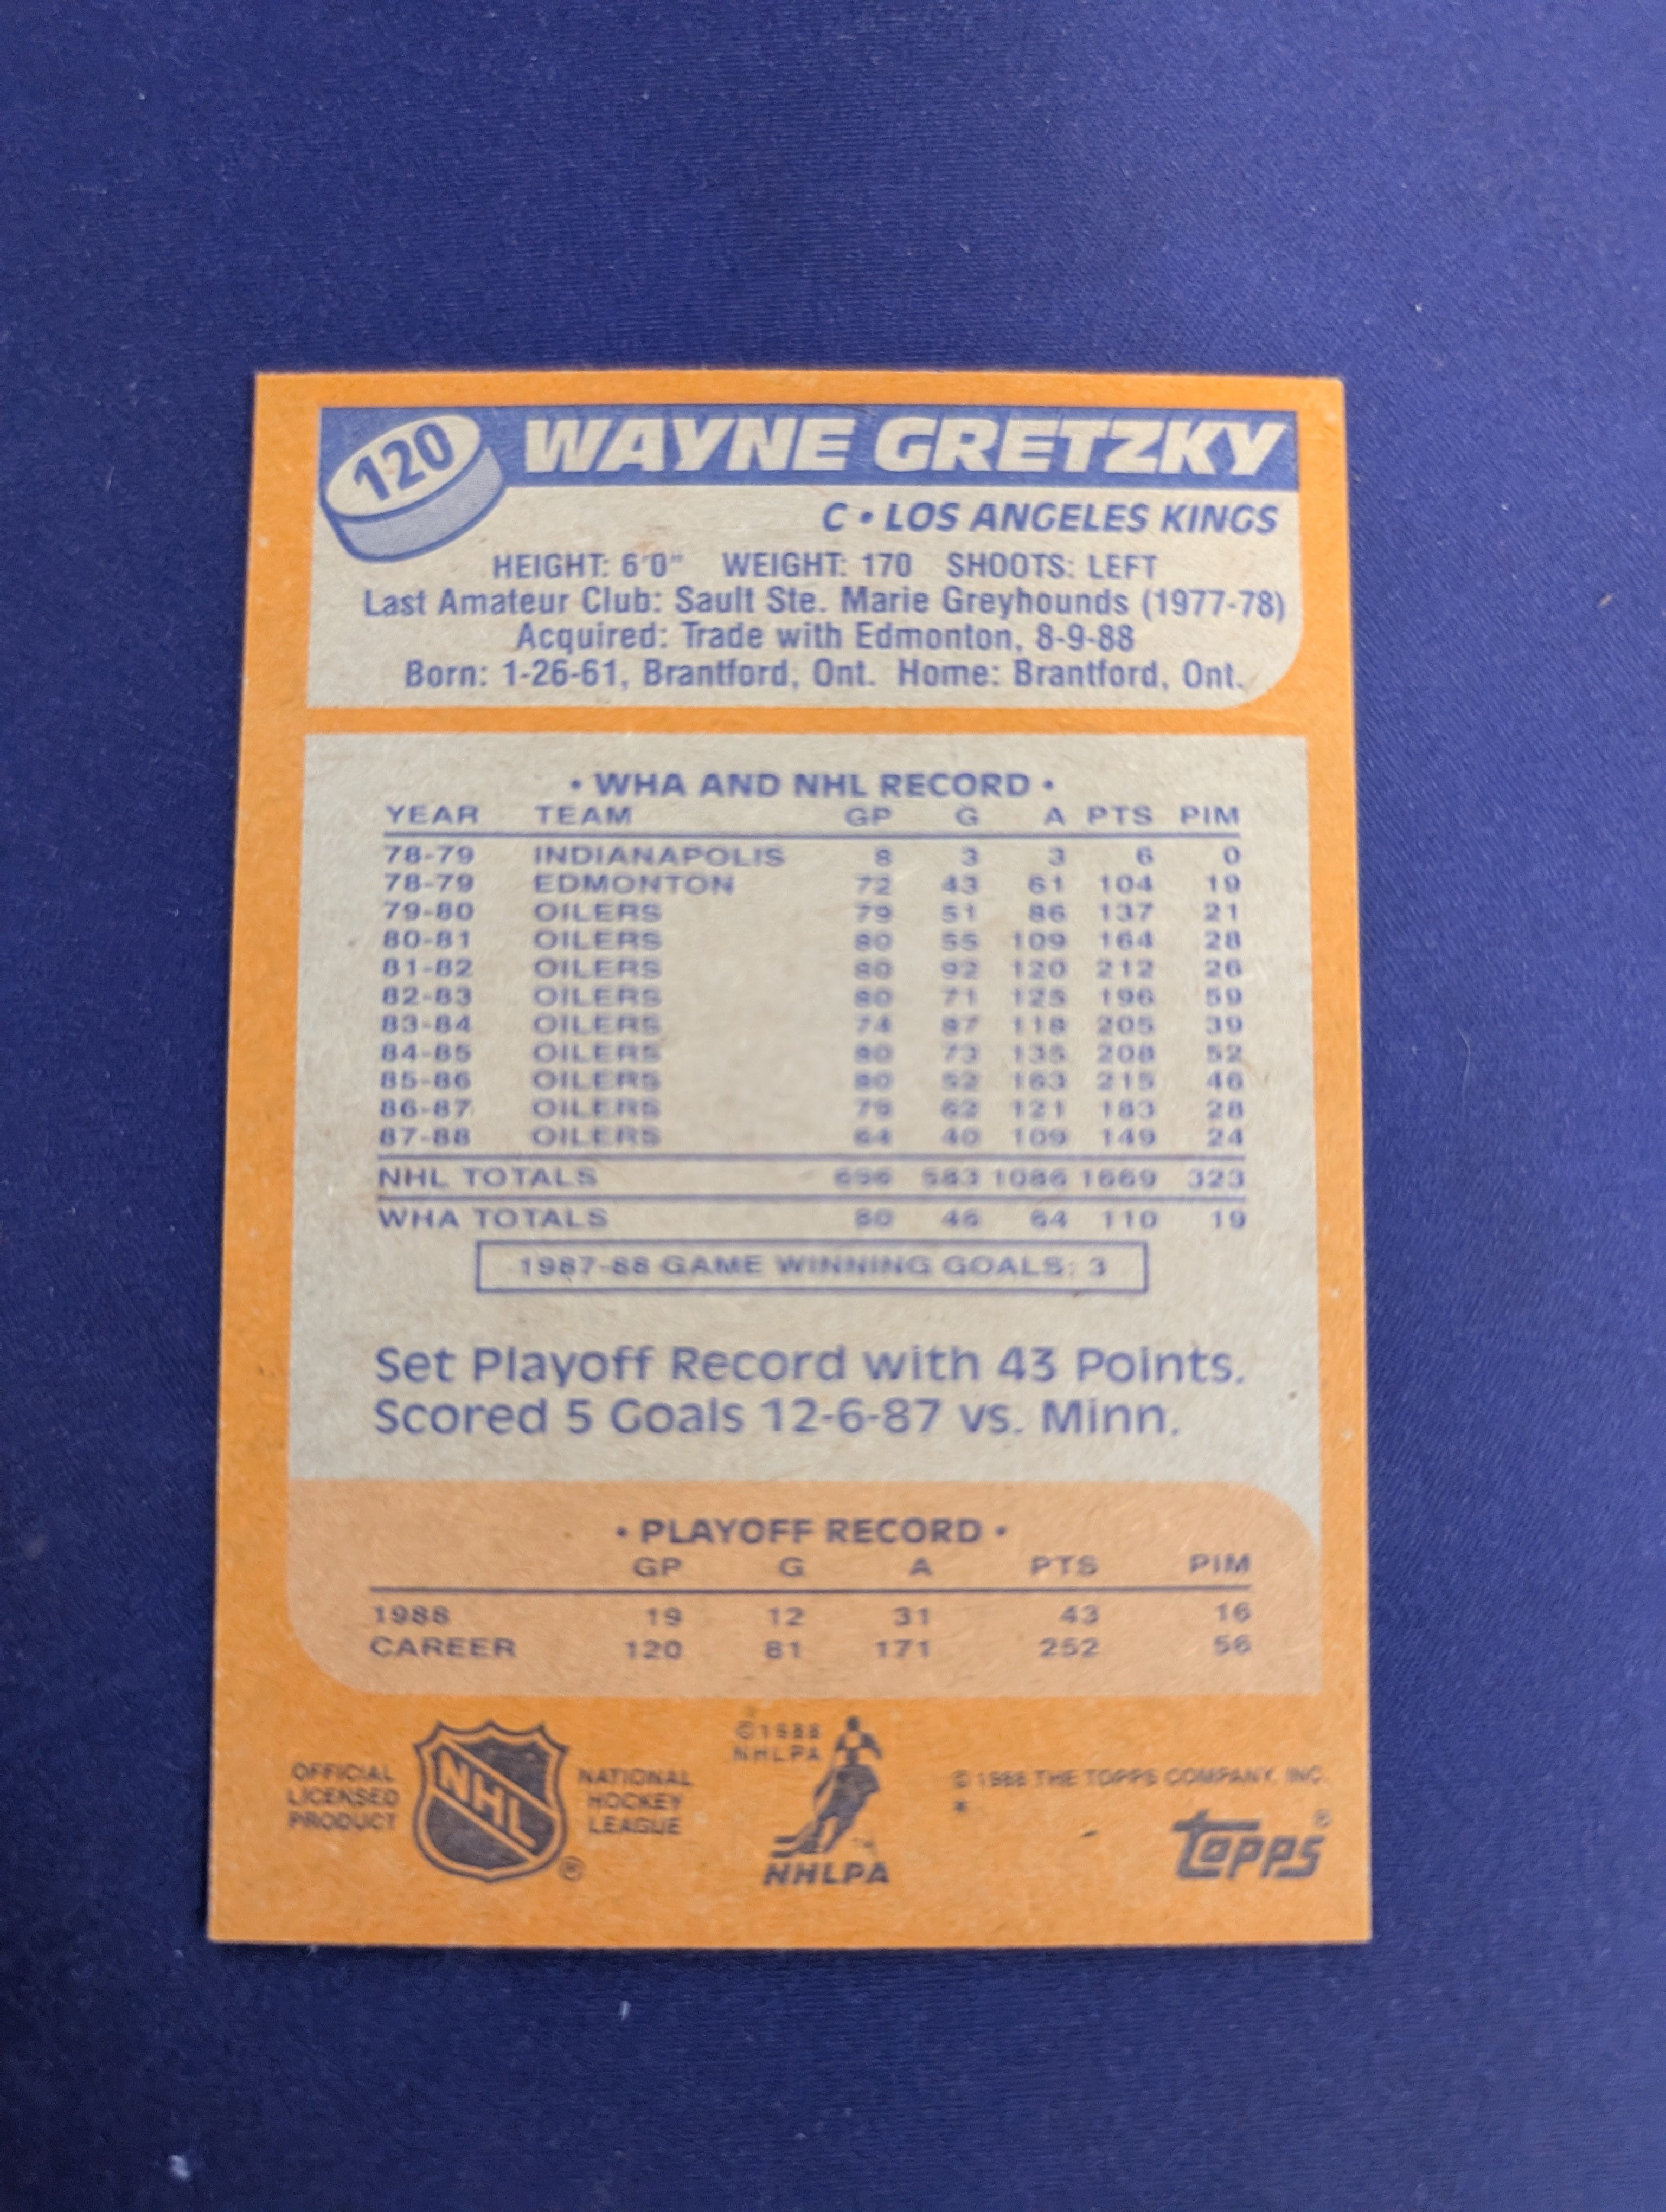 120
WAYNE GRETZKY
C • LOS ANGELES KINGS
HEIGHT: 6'0" WEIGHT: 170 SHOOTS: LEFT
Last Amateur Club: Sault Ste. Marie Greyhounds (1977-78)
Acquired: Trade with Edmonton, 8-9-88
Born: 1-26-61, Brantford, Ont. Home: Brantford, Ont.
• WHA AND NHL RECORD •
YEAR TEAM GP G A PTS PIM
78-79 INDIANAPOLIS 8 3 3 6 0
78-79 EDMONTON 72 43 61 104 19
79-80 OILERS 79 51 86 137 21
80-81 OILERS 80 55 109 164 28
81-82 OILERS 80 92 120 212 26
82-83 OILERS 80 71 125 196 59
83-84 OILERS 74 87 118 205 39
84-85 OILERS 80 73 135 208 52
85-86 OILERS 80 52 163 215 46
86-87 OILERS 79 62 121 183 28
87-88 OILERS 64 40 109 149 24
NHL TOTALS 696 583 1086 1669 323
WHA TOTALS 80 46 64 110 19
1987-88 GAME WINNING GOALS: 3
Set Playoff Record with 43 Points.
Scored 5 Goals 12-6-87 vs. Minn.
• PLAYOFF RECORD •
GP G A PTS PIM
1988 19 12 31 43 16
CAREER 120 81 171 252 56
OFFICIAL
LICENSED
PRODUCT
NHL
®
NATIONAL
HOCKEY
LEAGUE
©1988
NHLPA
TM
NHLPA
© 1988 THE TOPPS COMPANY, INC.
*
TOPPS®